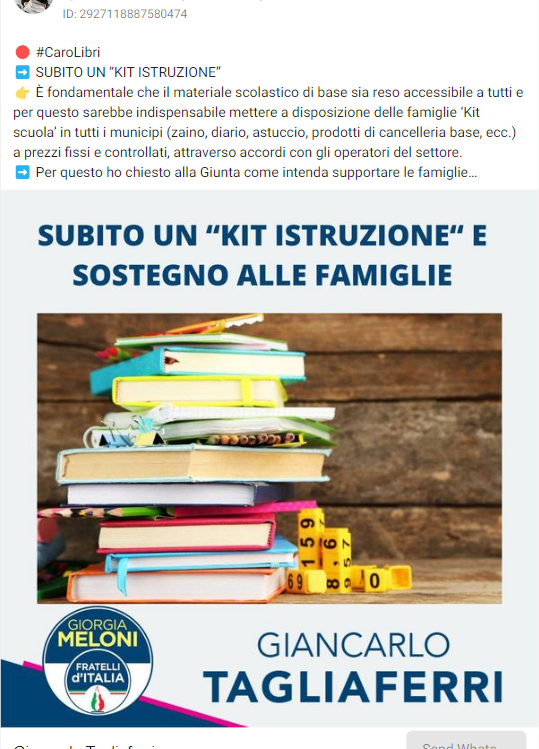 ID: 2927118887580474
🔴 #CaroLibri
➡️ SUBITO UN “KIT ISTRUZIONE”
👉 È fondamentale che il materiale scolastico di base sia reso accessibile a tutti e
per questo sarebbe indispensabile mettere a disposizione delle famiglie ‘Kit
scuola’ in tutti i municipi (zaino, diario, astuccio, prodotti di cancelleria base, ecc.)
a prezzi fissi e controllati, attraverso accordi con gli operatori del settore.
➡️ Per questo ho chiesto alla Giunta come intenda supportare le famiglie...
SUBITO UN “KIT ISTRUZIONE“ E
SOSTEGNO ALLE FAMIGLIE
GIORGIA
MELONI
FRATELLI
d'ITALIA
GIANCARLO
TAGLIAFERRI